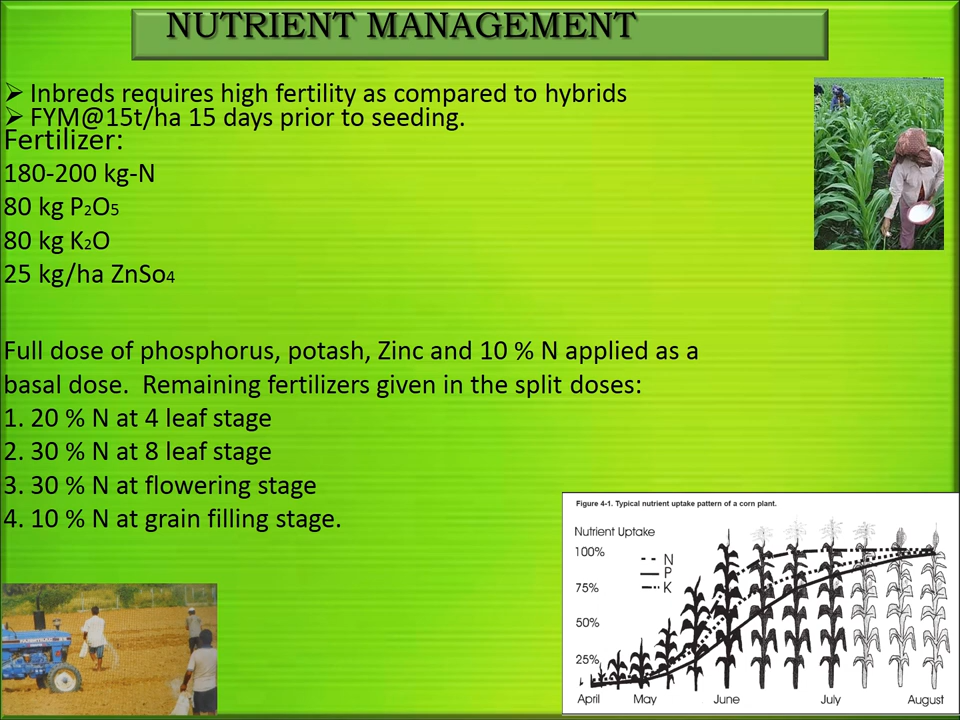 NUTRIENT MANAGEMENT
➢ Inbreds requires high fertility as compared to hybrids
➢ FYM@15t/ha 15 days prior to seeding.
Fertilizer:
180-200 kg-N
80 kg P₂O₅
80 kg K₂O
25 kg/ha ZnSo₄
Full dose of phosphorus, potash, Zinc and 10 % N applied as a
basal dose. Remaining fertilizers given in the split doses:
1. 20 % N at 4 leaf stage
2. 30 % N at 8 leaf stage
3. 30 % N at flowering stage
4. 10 % N at grain filling stage.
Figure 4-1. Typical nutrient uptake pattern of a corn plant.
Nutrient Uptake
100%
N
P
K
75%
50%
25%
April May June July August